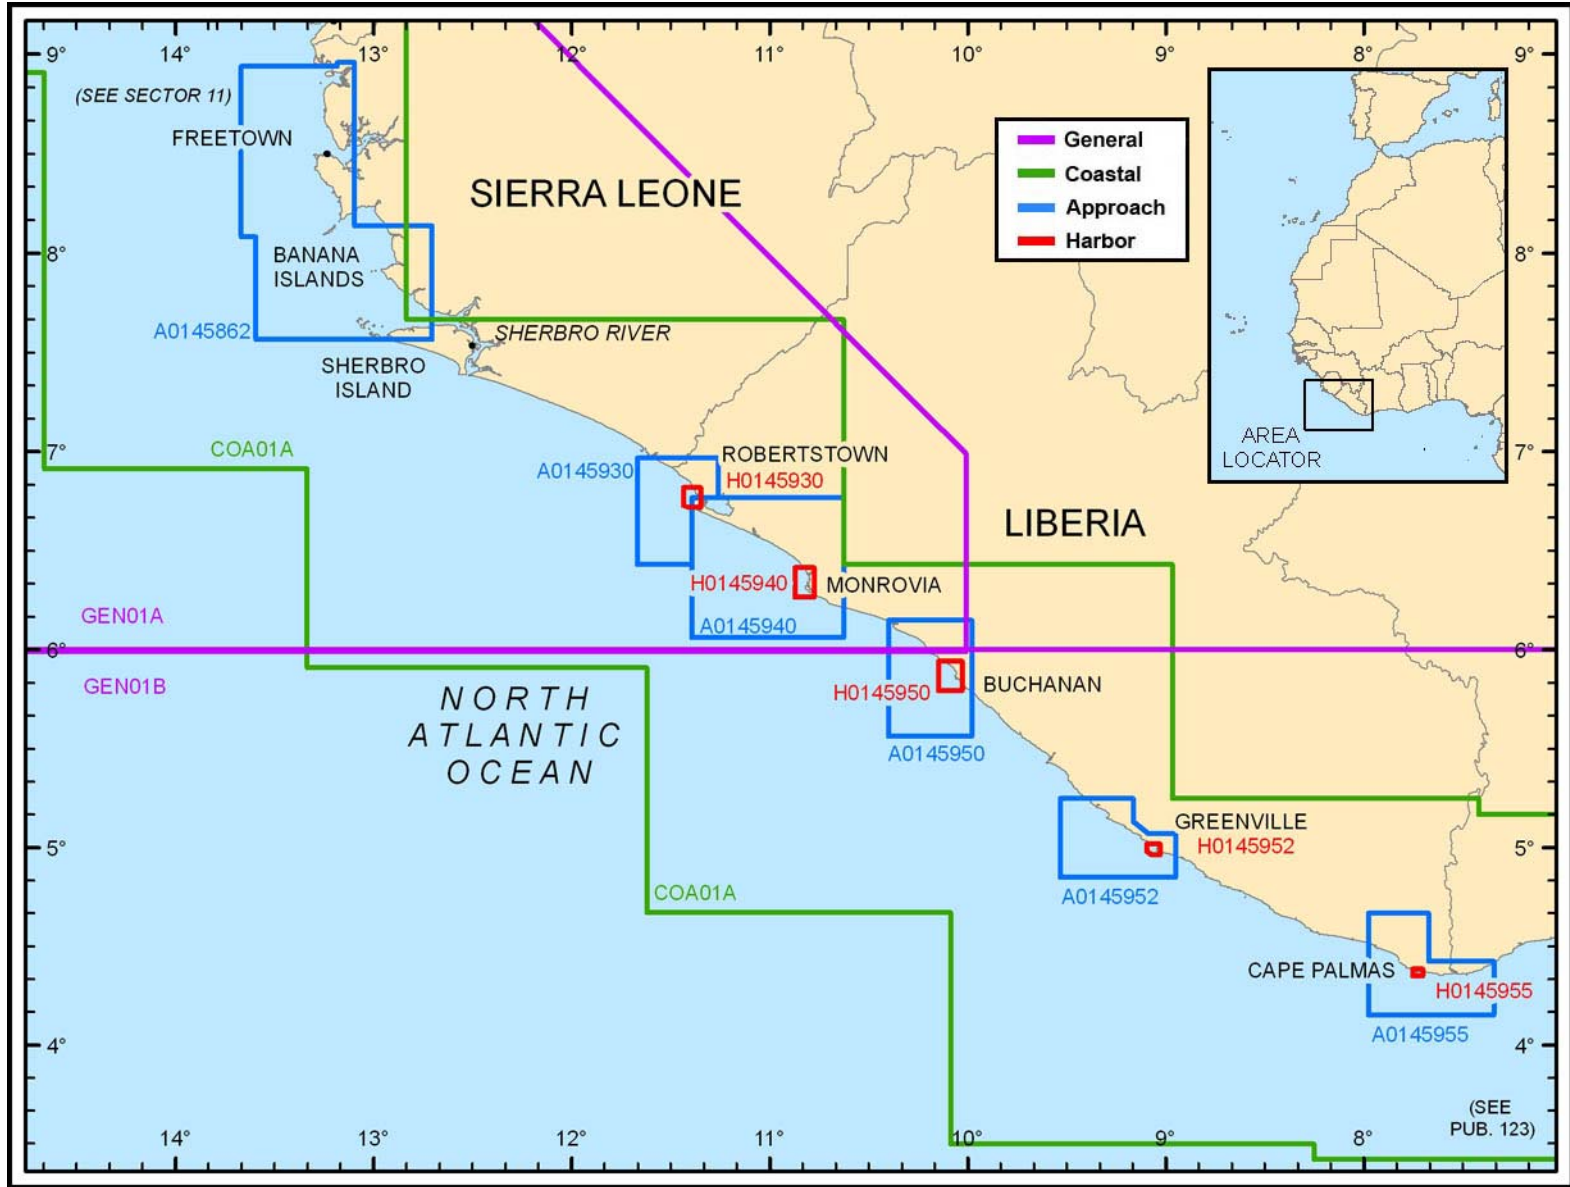 14°
13°
12°
11°
10°
9°
8°
9°
9°
(SEE SECTOR 11)
FREETOWN
SIERRA LEONE
General
Coastal
Approach
Harbor
8°
8°
BANANA
ISLANDS
A0145862
SHERBRO RIVER
SHERBRO
ISLAND
AREA
LOCATOR
7°
7°
COA01A
A0145930
ROBERTSTOWN
H0145930
LIBERIA
H0145940
MONROVIA
A0145940
GEN01A
6°
6°
GEN01B
NORTH
ATLANTIC
OCEAN
H0145950
BUCHANAN
A0145950
GREENVILLE
H0145952
5°
5°
COA01A
A0145952
CAPE PALMAS
H0145955
A0145955
4°
4°
(SEE
PUB. 123)
14°
13°
12°
11°
10°
9°
8°